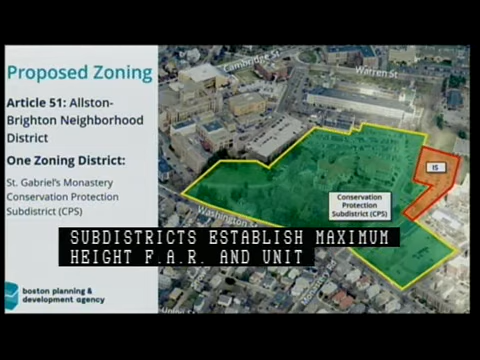 Proposed Zoning
Article 51: Allston-
Brighton Neighborhood
District
One Zoning District:
St. Gabriel's Monastery
Conservation Protection
Subdistrict (CPS)
boston planning &
development agency
Cambridge St
Warren St
IS
Conservation
Protection
Subdistrict (CPS)
Washington St
SUBDISTRICTS ESTABLISH MAXIMUM
HEIGHT F.A.R. AND UNIT